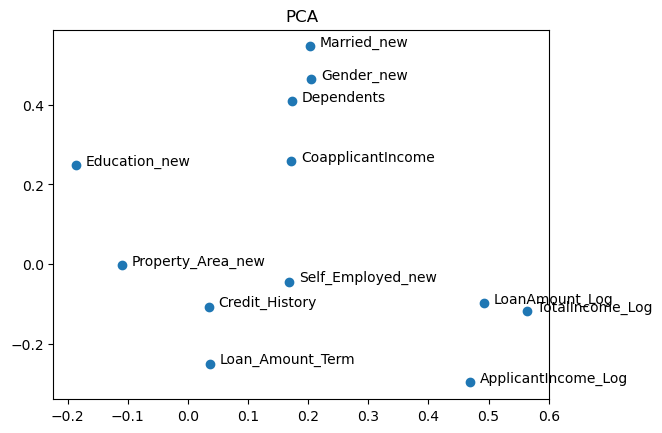 PCA
Married_new
Gender_new
Dependents
0.4
CoapplicantIncome
Education_new
0.2
Property_Area_new
0.0
Self_Employed_new
LoanAmount_Log
Credit_History
TotalIncome_Log
−0.2
Loan_Amount_Term
ApplicantIncome_Log
−0.2 −0.1 0.0 0.1 0.2 0.3 0.4 0.5 0.6